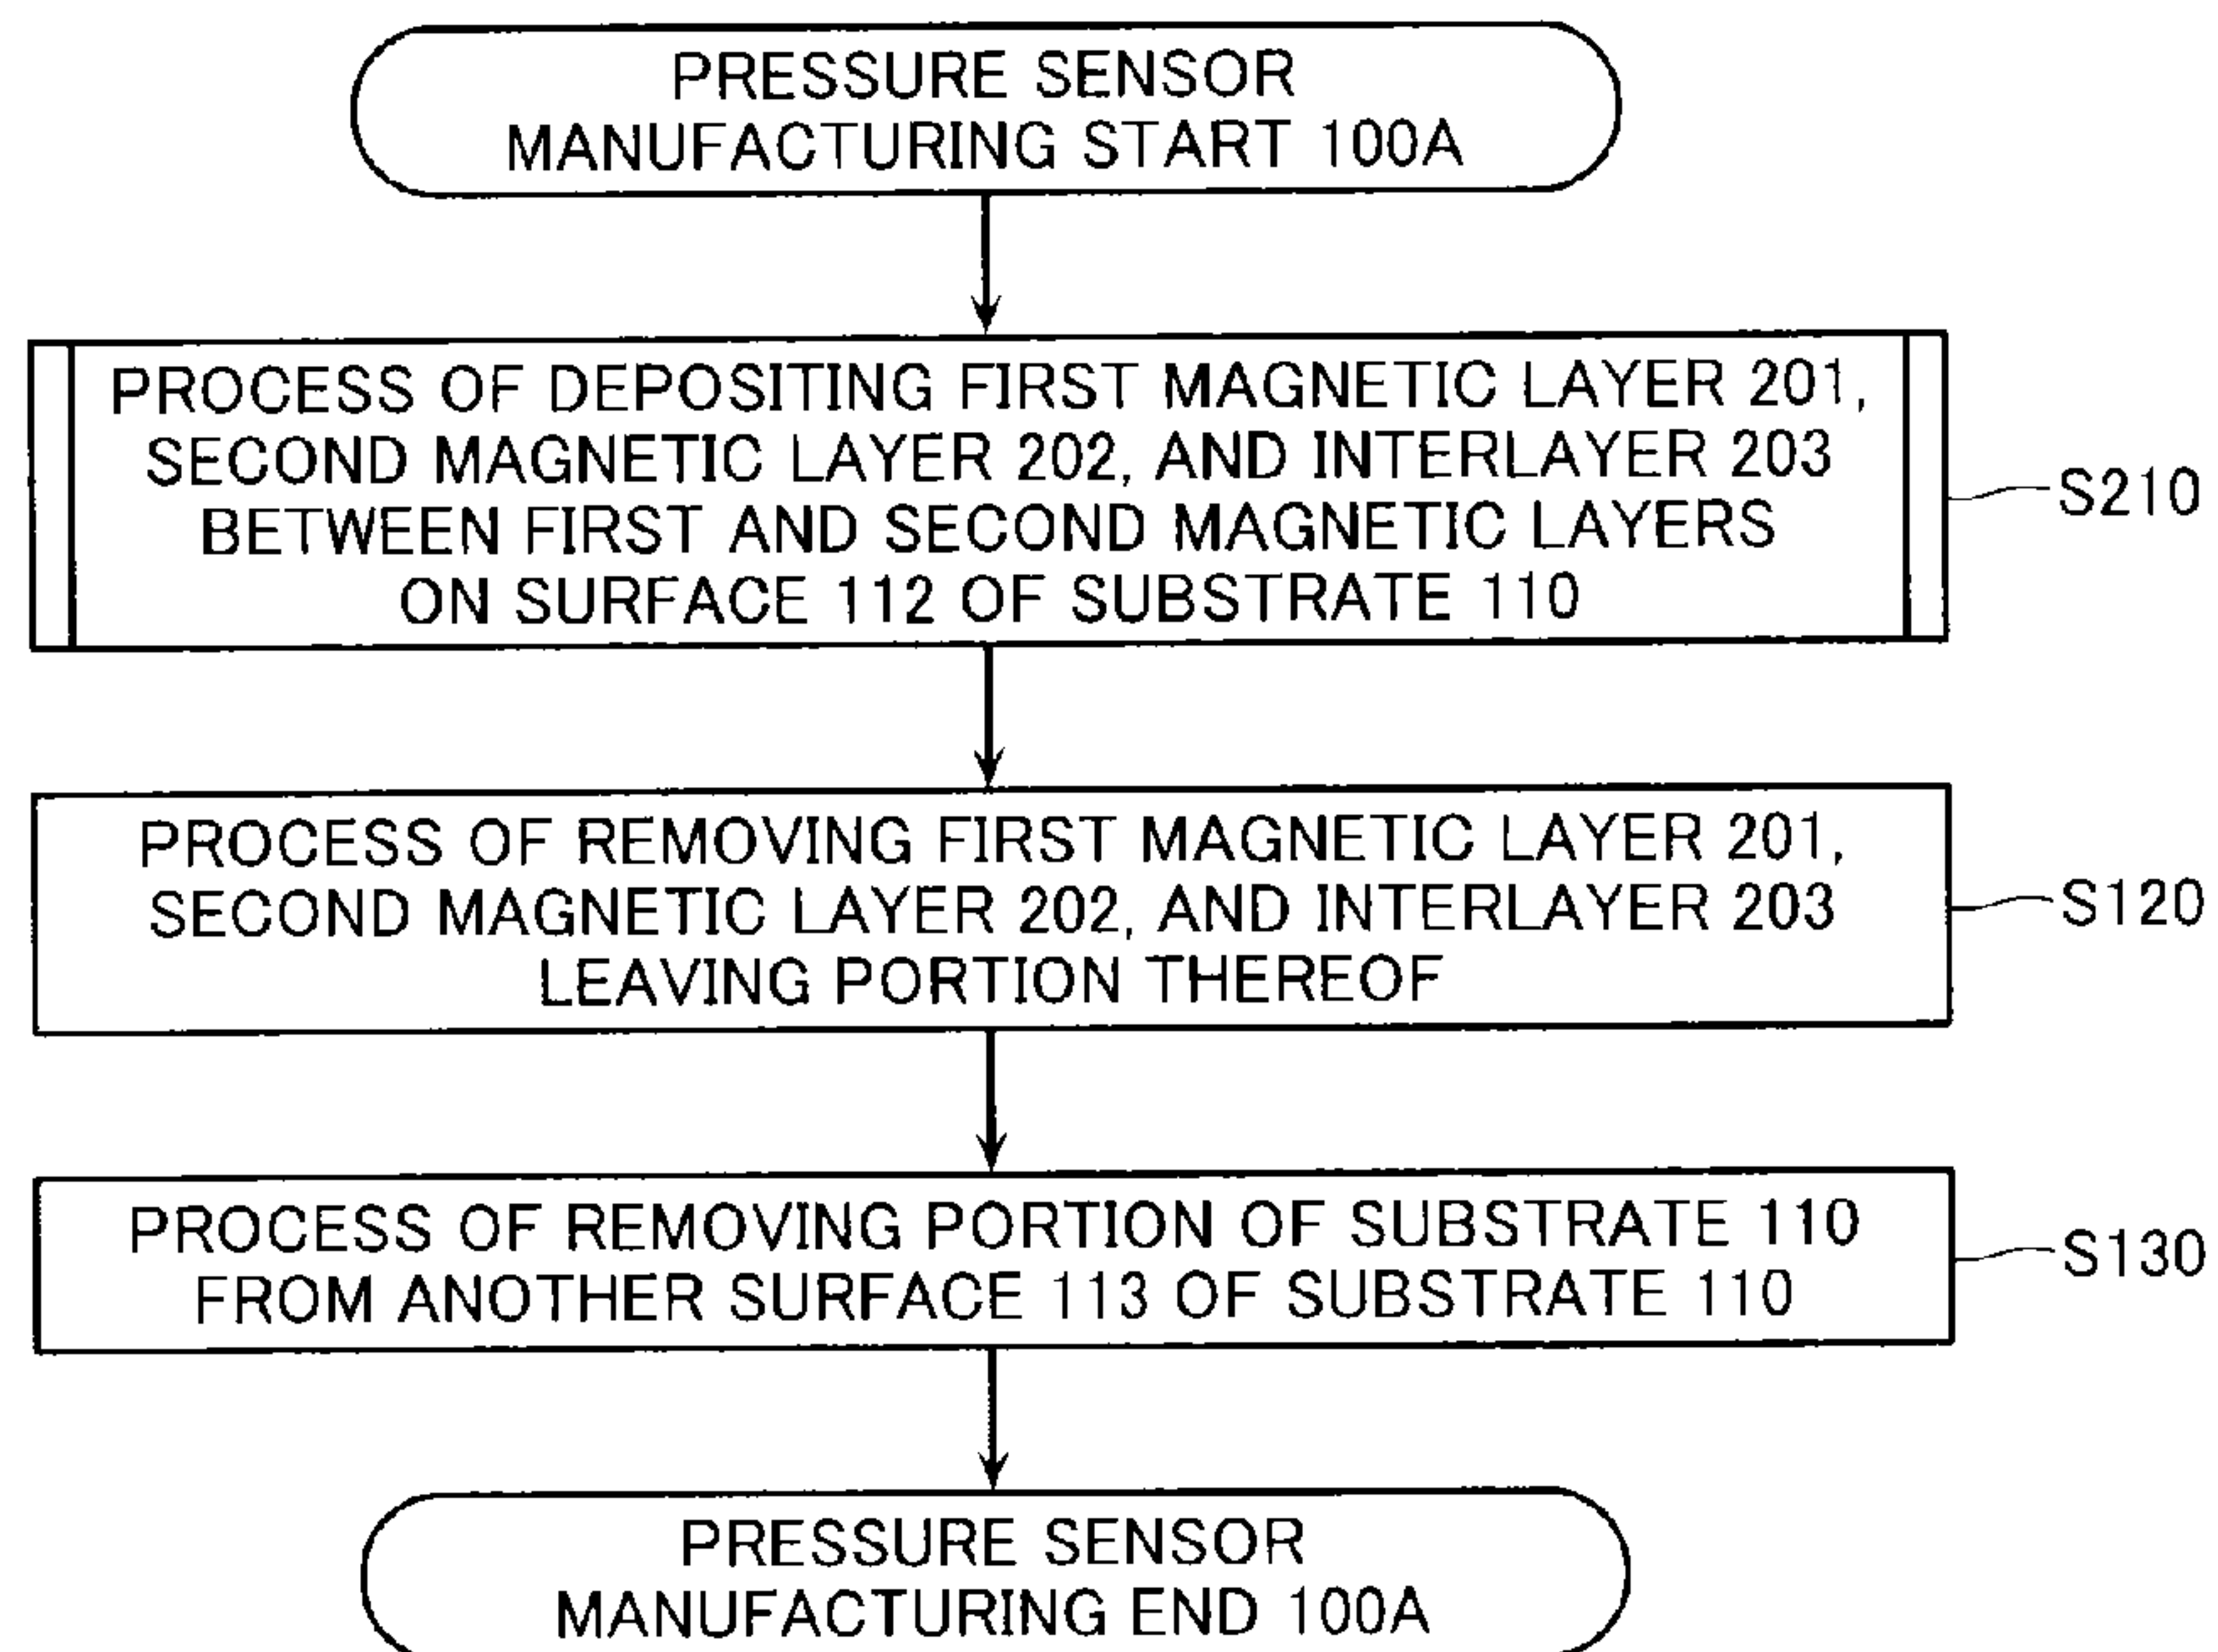 PRESSURE SENSOR
MANUFACTURING START 100A
PROCESS OF DEPOSITING FIRST MAGNETIC LAYER 201,
SECOND MAGNETIC LAYER 202, AND INTERLAYER 203
BETWEEN FIRST AND SECOND MAGNETIC LAYERS
ON SURFACE 112 OF SUBSTRATE 110
S210
PROCESS OF REMOVING FIRST MAGNETIC LAYER 201,
SECOND MAGNETIC LAYER 202, AND INTERLAYER 203
LEAVING PORTION THEREOF
S120
PROCESS OF REMOVING PORTION OF SUBSTRATE 110
FROM ANOTHER SURFACE 113 OF SUBSTRATE 110
S130
PRESSURE SENSOR
MANUFACTURING END 100A